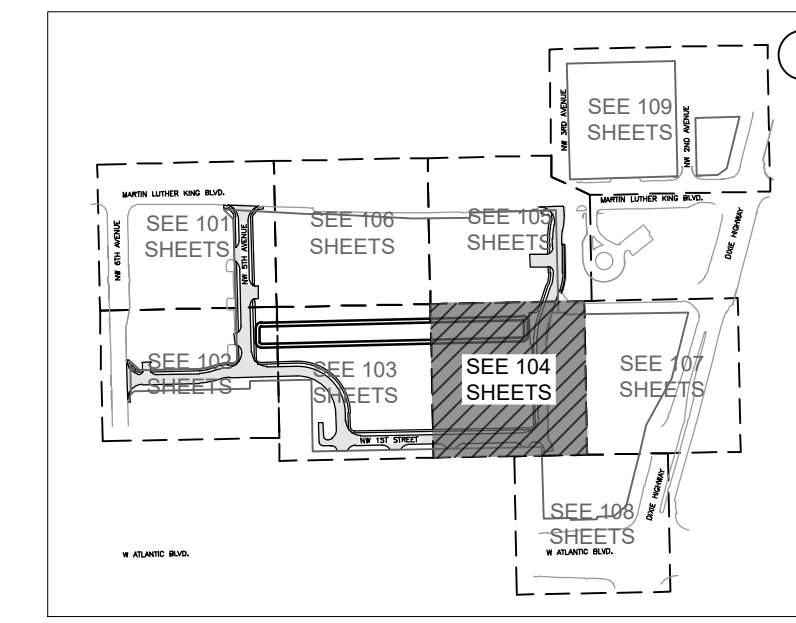 NW 3RD AVENUE
SEE 109
SHEETS
NW 2ND AVENUE
MARTIN LUTHER KING BLVD.
MARTIN LUTHER KING BLVD.
NW 6TH AVENUE
SEE 101
SHEETS
NW 5TH AVENUE
SEE 106
SHEETS
SEE 105
SHEETS
DIXIE HIGHWAY
SEE 102
SHEETS
SEE 103
SHEETS
SEE 104
SHEETS
SEE 107
SHEETS
NW 1ST STREET
DIXIE HIGHWAY
SEE 108
SHEETS
W ATLANTIC BLVD.
W ATLANTIC BLVD.